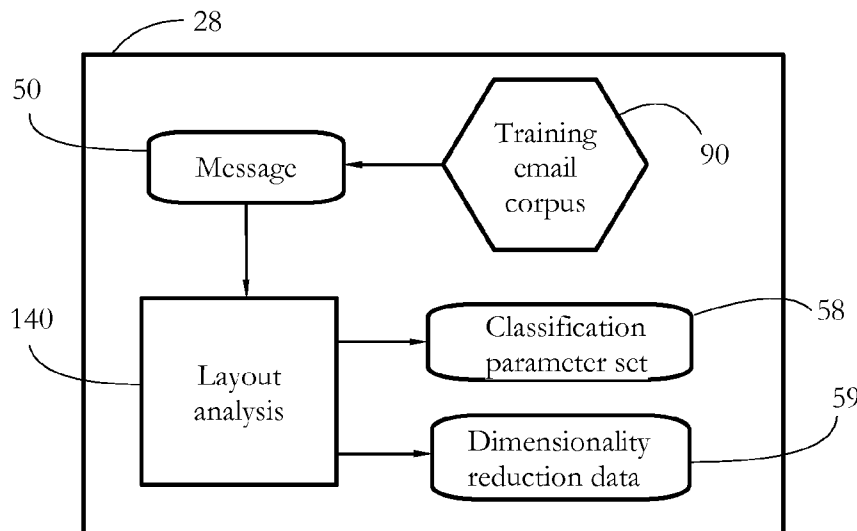 28
50
Message
Training
email
corpus
90
140
Layout
analysis
Classification
parameter set
58
Dimensionality
reduction data
59